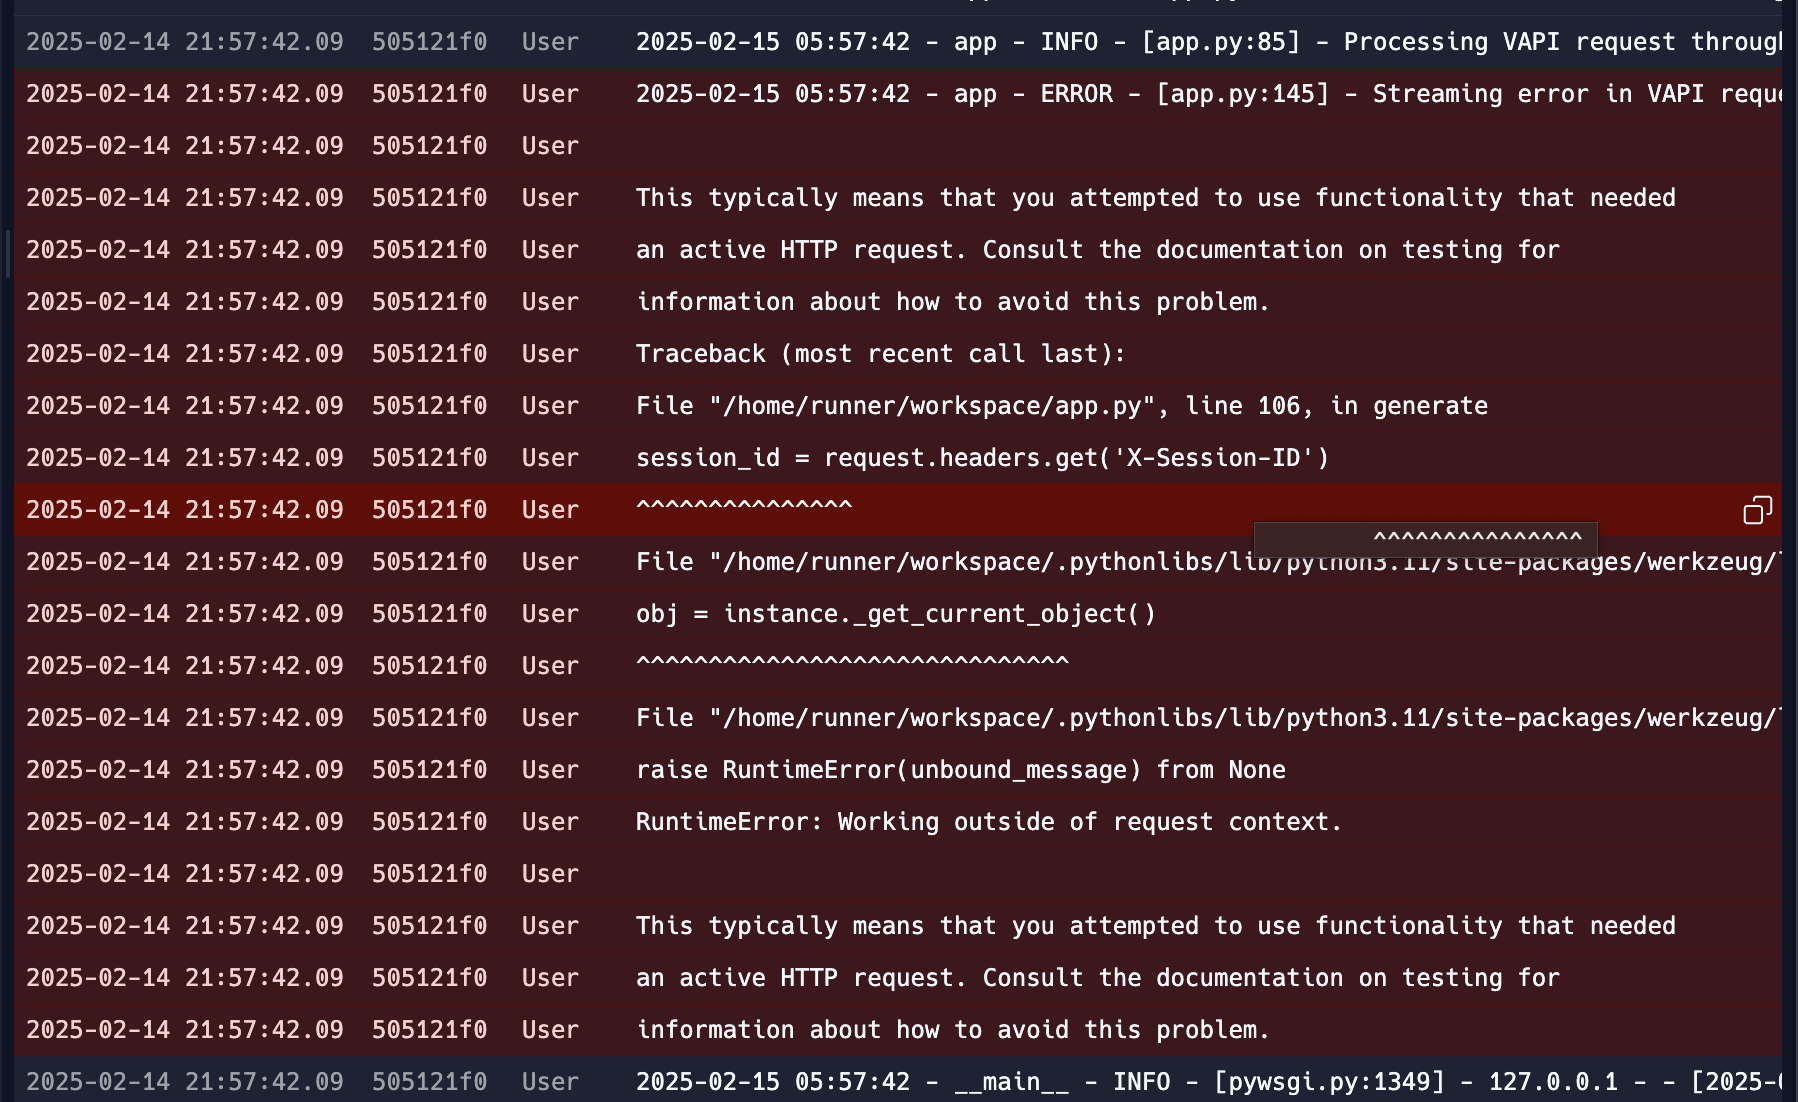 2025-02-14 21:57:42.09 505121f0 User 2025-02-15 05:57:42 - app - INFO - [app.py:85] - Processing VAPI request through
2025-02-14 21:57:42.09 505121f0 User 2025-02-15 05:57:42 - app - ERROR - [app.py:145] - Streaming error in VAPI reque
2025-02-14 21:57:42.09 505121f0 User
2025-02-14 21:57:42.09 505121f0 User This typically means that you attempted to use functionality that needed
2025-02-14 21:57:42.09 505121f0 User an active HTTP request. Consult the documentation on testing for
2025-02-14 21:57:42.09 505121f0 User information about how to avoid this problem.
2025-02-14 21:57:42.09 505121f0 User Traceback (most recent call last):
2025-02-14 21:57:42.09 505121f0 User File "/home/runner/workspace/app.py", line 106, in generate
2025-02-14 21:57:42.09 505121f0 User session_id = request.headers.get('X-Session-ID')
2025-02-14 21:57:42.09 505121f0 User ^^^^^^^^^^^^^^^
^^^^^^^^^^^^^^^
2025-02-14 21:57:42.09 505121f0 User File "/home/runner/workspace/.pythonlibs/lib/python3.11/site-packages/werkzeug/
2025-02-14 21:57:42.09 505121f0 User obj = instance._get_current_object()
2025-02-14 21:57:42.09 505121f0 User ^^^^^^^^^^^^^^^^^^^^^^^^^^^^^^
2025-02-14 21:57:42.09 505121f0 User File "/home/runner/workspace/.pythonlibs/lib/python3.11/site-packages/werkzeug/
2025-02-14 21:57:42.09 505121f0 User raise RuntimeError(unbound_message) from None
2025-02-14 21:57:42.09 505121f0 User RuntimeError: Working outside of request context.
2025-02-14 21:57:42.09 505121f0 User
2025-02-14 21:57:42.09 505121f0 User This typically means that you attempted to use functionality that needed
2025-02-14 21:57:42.09 505121f0 User an active HTTP request. Consult the documentation on testing for
2025-02-14 21:57:42.09 505121f0 User information about how to avoid this problem.
2025-02-14 21:57:42.09 505121f0 User 2025-02-15 05:57:42 - __main__ - INFO - [pywsgi.py:1349] - 127.0.0.1 - - [2025-